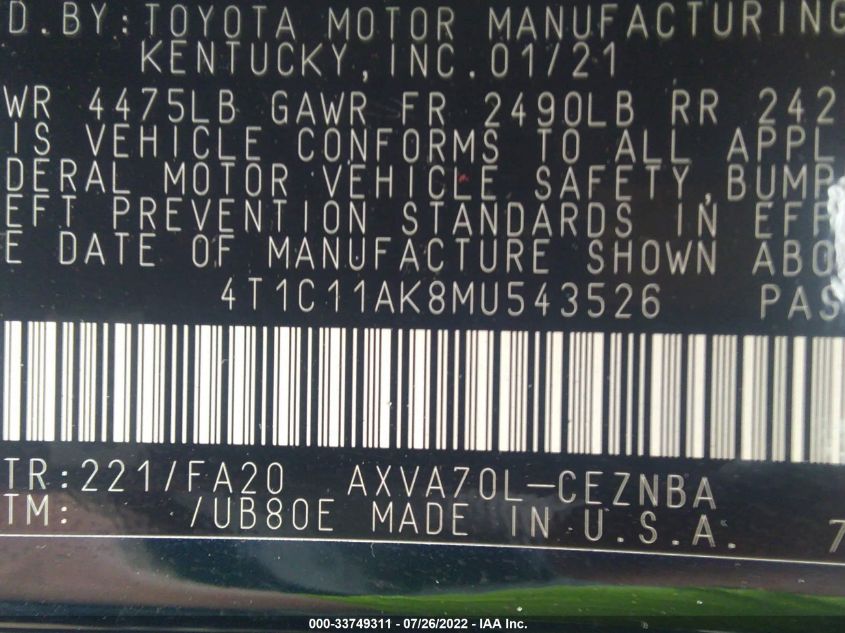 D. BY: TOYOTA MOTOR MANUFACTURING
KENTUCKY, INC. 01/21
WR 4475LB GAWR FR 2490LB RR 242
IS VEHICLE CONFORMS TO ALL APPL
DERAL MOTOR VEHICLE SAFETY, BUMP
EFT PREVENTION STANDARDS IN EFF
E DATE OF MANUFACTURE SHOWN ABO
4T1C11AK8MU543526 PAS
TR: 221/FA20 AXVA70L-CEZNBA
TM: /UB80E MADE IN U.S.A. 7
000-33749311 - 07/26/2022 - IAA Inc.